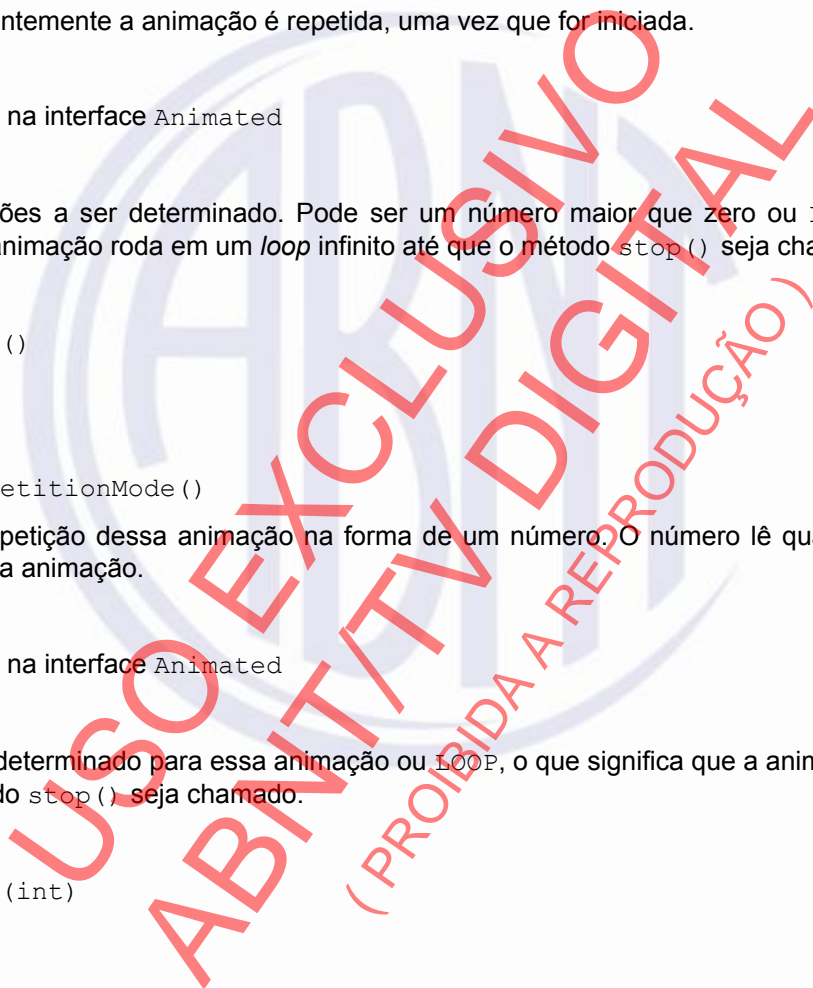 ntemente a animação é repetida, uma vez que for iniciada.
na interface Animated
ões a ser determinado. Pode ser um número maior que zero ou
animação roda em um loop infinito até que o método stop() seja cha
()
etitionMode()
petição dessa animação na forma de um número. O número lê qua
a animação.
na interface Animated
determinado para essa animação ou LOOP, o que significa que a anim
do stop() seja chamado.
(int)
ABNT
USO EXCLUSIVO
ABNT/TV DIGITAL
( PROIBIDA A REPRODUÇÃO )